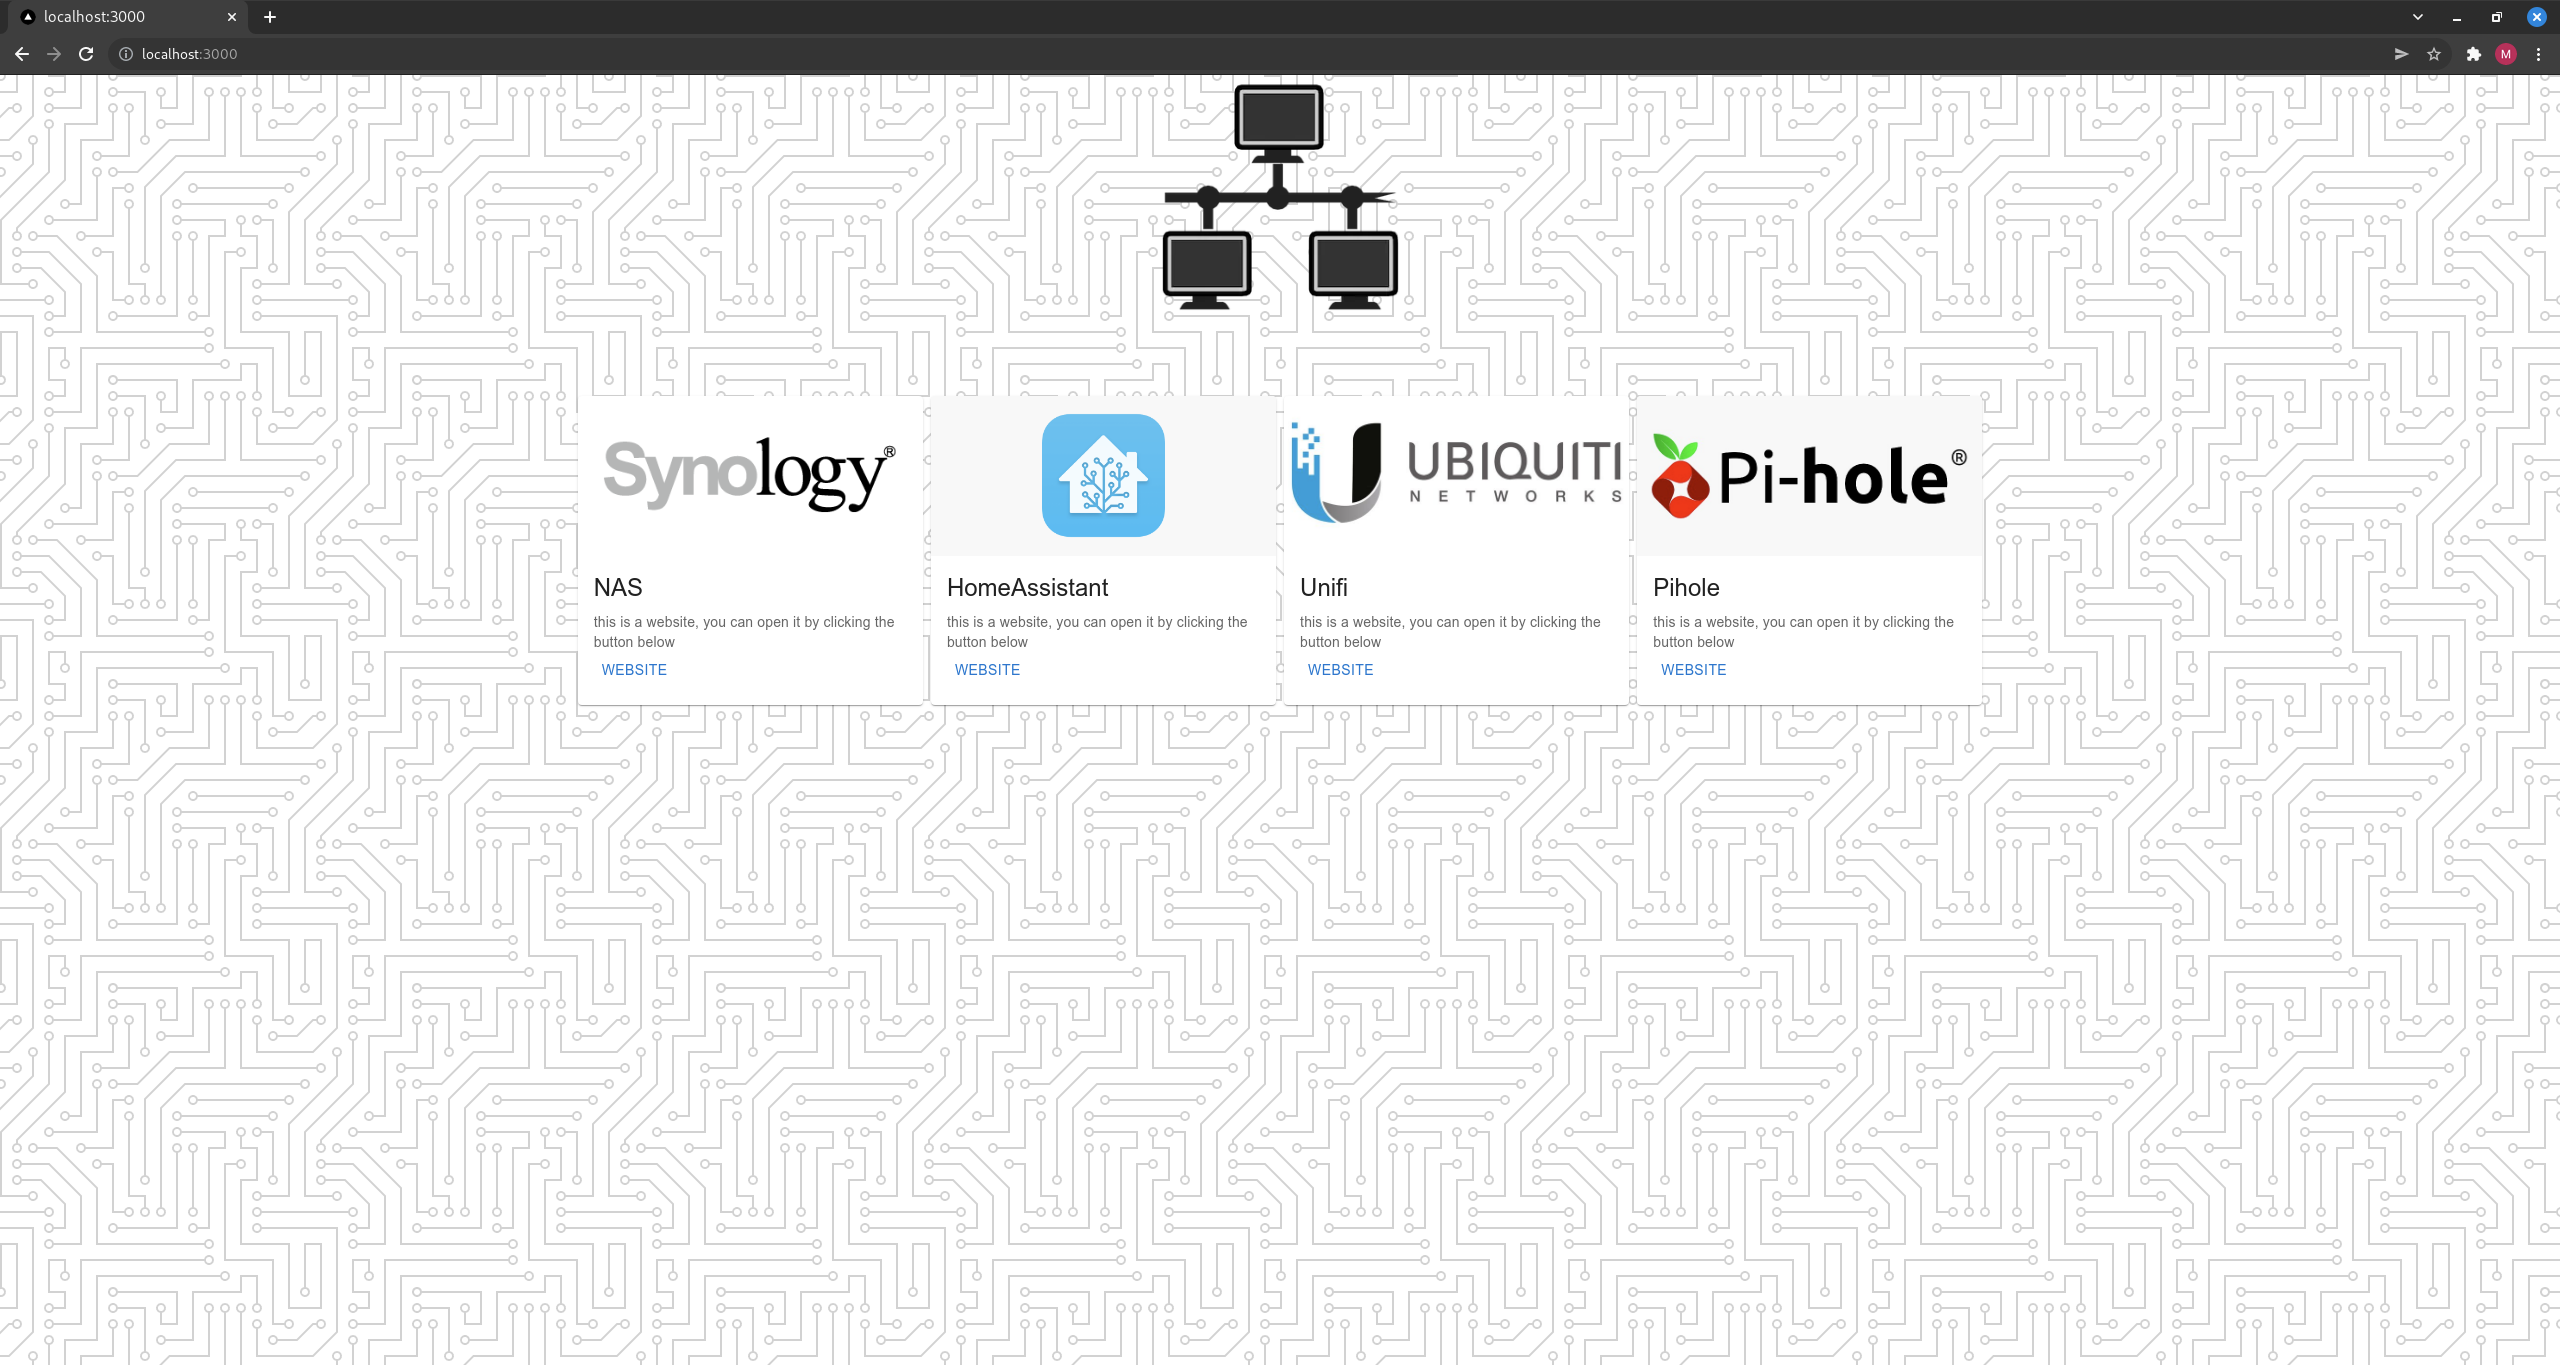 localhost:3000
localhost:3000
M
Synology®
UBIQUITI
NETWORKS
Pi-hole®
NAS
this is a website, you can open it by clicking the
button below
WEBSITE
HomeAssistant
this is a website, you can open it by clicking the
button below
WEBSITE
Unifi
this is a website, you can open it by clicking the
button below
WEBSITE
Pihole
this is a website, you can open it by clicking the
button below
WEBSITE